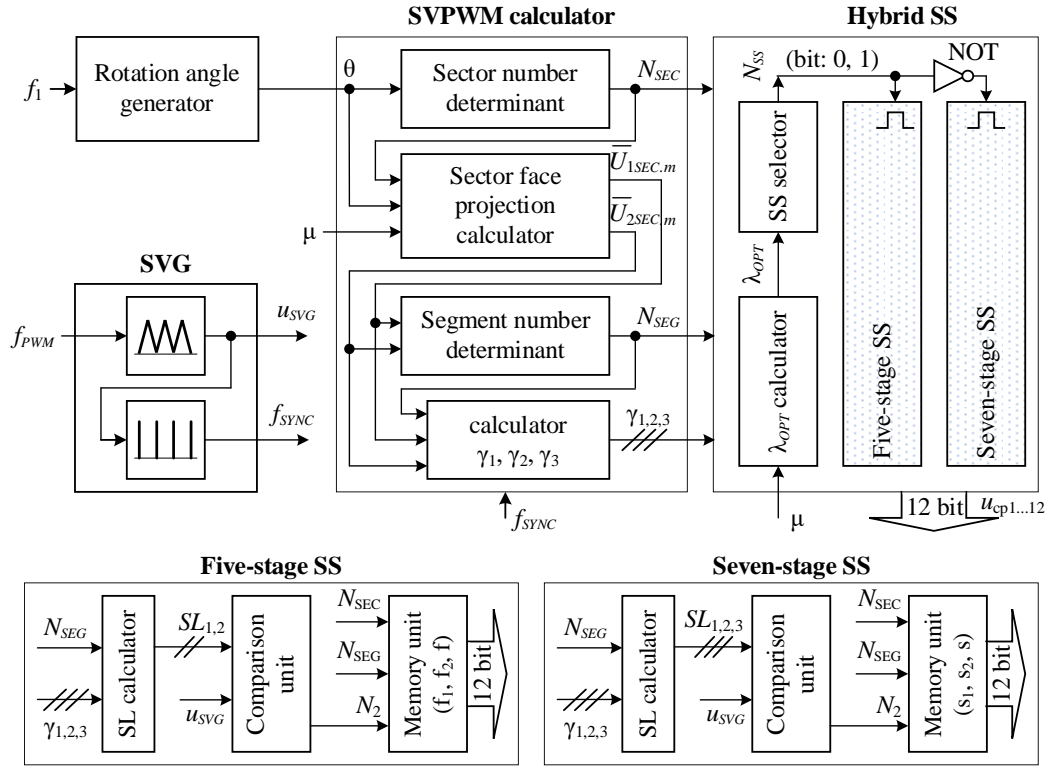 SVPWM calculator
Hybrid SS
f1
Rotation angle
generator
θ
Sector number
determinant
NSEC
NSS
(bit: 0, 1)
NOT
μ
Sector face
projection
calculator
U̅1SEC.m
U̅2SEC.m
SS selector
λOPT
λOPT calculator
μ
Five-stage SS
Seven-stage SS
SVG
fPWM
uSVG
fSYNC
Segment number
determinant
NSEG
calculator
γ1, γ2, γ3
γ1,2,3
fSYNC
12 bit
ucp1...12
Five-stage SS
NSEG
γ1,2,3
SL calculator
SL1,2
uSVG
Comparison
unit
NSEC
NSEG
N2
Memory unit
(f1, f2, f)
12 bit
Seven-stage SS
NSEG
γ1,2,3
SL calculator
SL1,2,3
uSVG
Comparison
unit
NSEC
NSEG
N2
Memory unit
(s1, s2, s)
12 bit